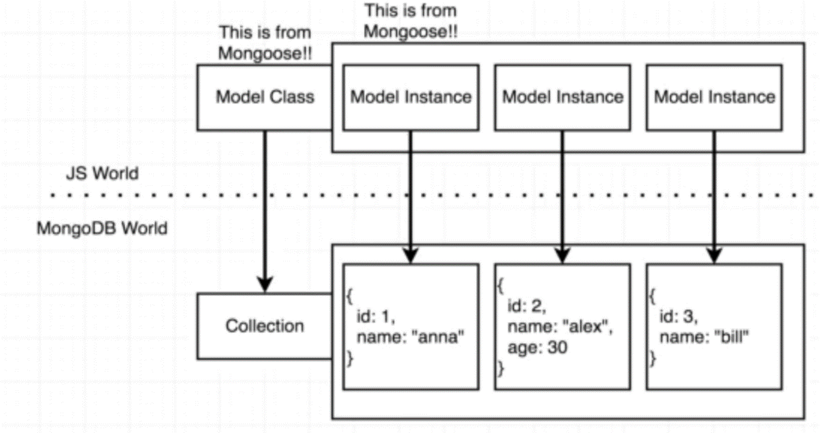 This is from
Mongoose!!
This is from
Mongoose!!
Model Class
Model Instance
Model Instance
Model Instance
JS World
MongoDB World
Collection
{
id: 1,
name: "anna"
}
{
id: 2,
name: "alex",
age: 30
}
{
id: 3,
name: "bill"
}